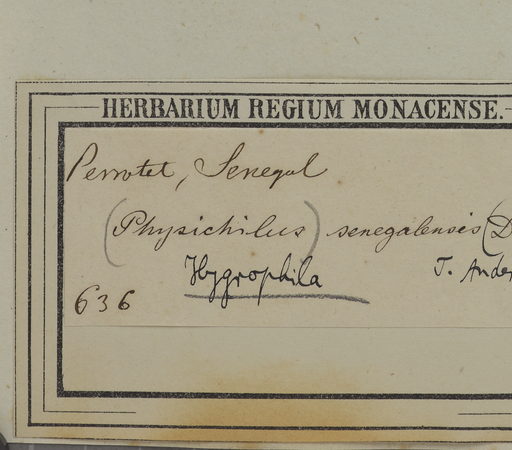 HERBARIUM REGIUM MONACENSE.
Perrotet, Senegal
(Physichilus) senegalensis (D
Hygrophila T. Ander
636